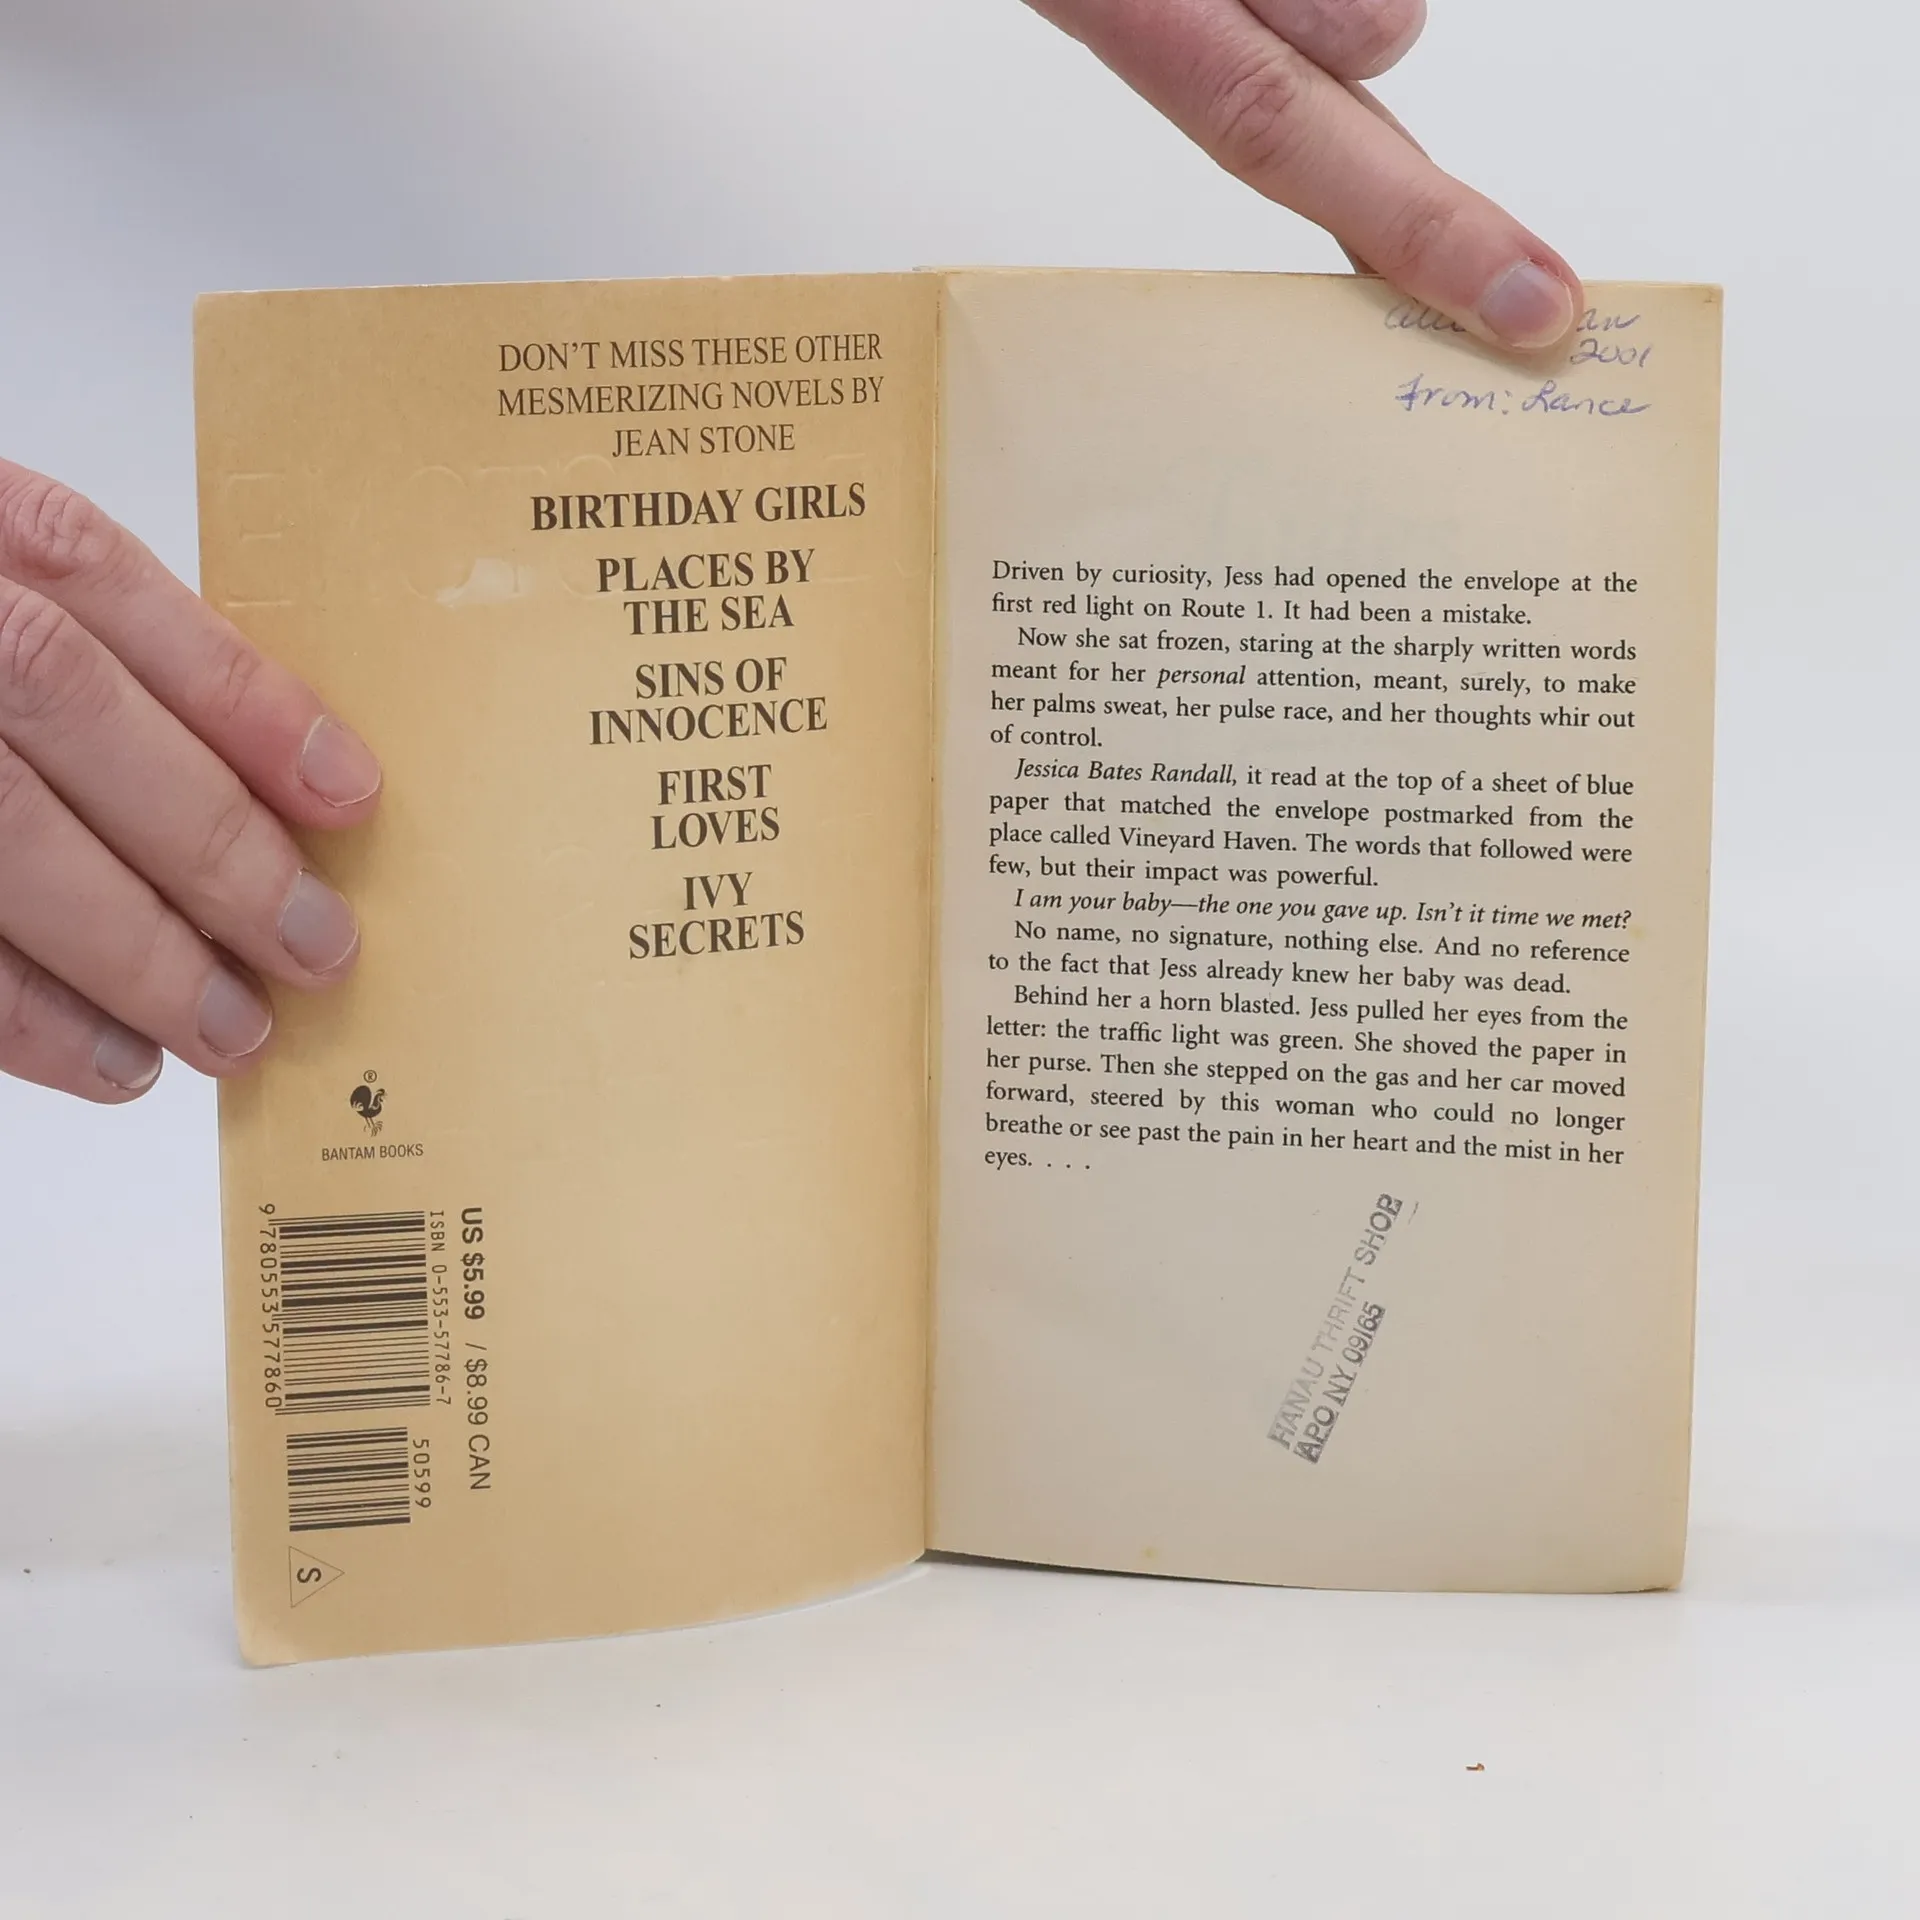 DON'T MISS THESE OTHER
MESMERIZING NOVELS BY
JEAN STONE
BIRTHDAY GIRLS
PLACES BY
THE SEA
SINS OF
INNOCENCE
FIRST
LOVES
IVY
SECRETS
®
BANTAM BOOKS
US $5.99 / $8.99 CAN
ISBN 0-553-57786-7
9 780553 577860
50599
S
2001
From: Lance
Driven by curiosity, Jess had opened the envelope at the
first red light on Route 1. It had been a mistake.
Now she sat frozen, staring at the sharply written words
meant for her personal attention, meant, surely, to make
her palms sweat, her pulse race, and her thoughts whir out
of control.
Jessica Bates Randall, it read at the top of a sheet of blue
paper that matched the envelope postmarked from the
place called Vineyard Haven. The words that followed were
few, but their impact was powerful.
I am your baby—the one you gave up. Isn't it time we met?
No name, no signature, nothing else. And no reference
to the fact that Jess already knew her baby was dead.
Behind her a horn blasted. Jess pulled her eyes from the
letter: the traffic light was green. She shoved the paper in
her purse. Then she stepped on the gas and her car moved
forward, steered by this woman who could no longer
breathe or see past the pain in her heart and the mist in her
eyes. . . .
HANAU THRIFT SHOP
APO NY 09165